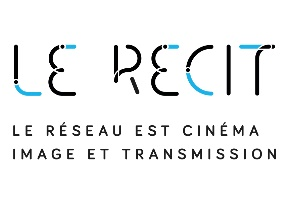 LE RECIT
LE RÉSEAU EST CINÉMA
IMAGE ET TRANSMISSION